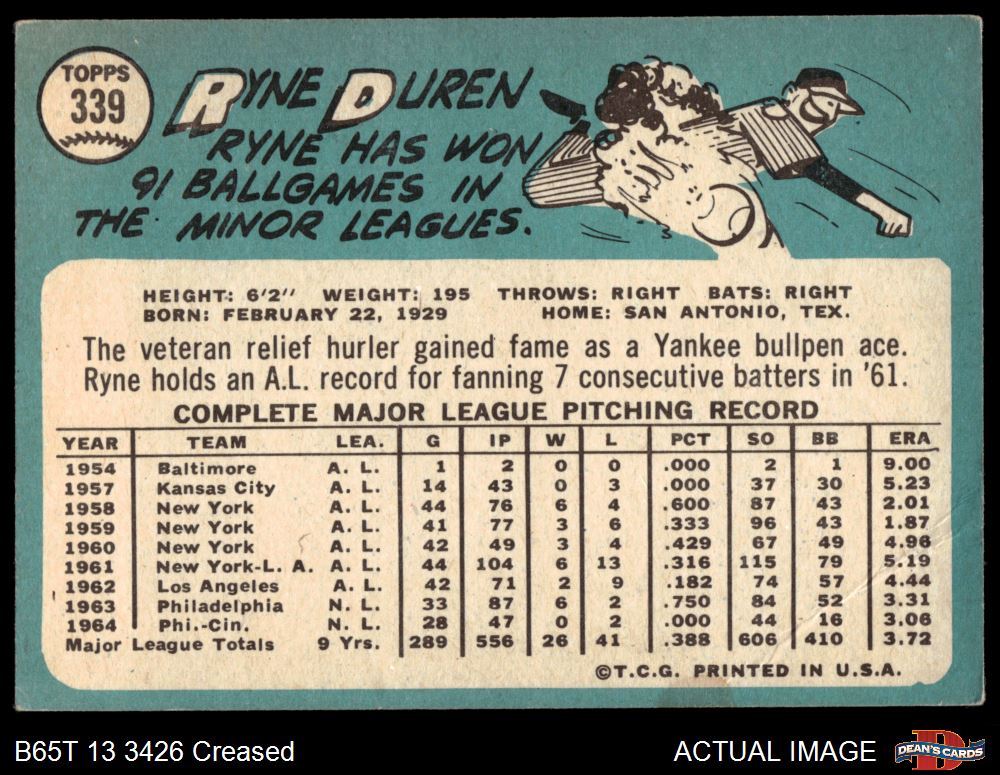 TOPPS
339
RYNE DUREN
RYNE HAS WON
91 BALLGAMES IN
THE MINOR LEAGUES.
HEIGHT: 6'2" WEIGHT: 195 THROWS: RIGHT BATS: RIGHT
BORN: FEBRUARY 22, 1929 HOME: SAN ANTONIO, TEX.
The veteran relief hurler gained fame as a Yankee bullpen ace.
Ryne holds an A.L. record for fanning 7 consecutive batters in '61.
COMPLETE MAJOR LEAGUE PITCHING RECORD
YEAR TEAM LEA. G IP W L PCT SO BB ERA
1954 Baltimore A. L. 1 2 0 0 .000 2 1 9.00
1957 Kansas City A. L. 14 43 0 3 .000 37 30 5.23
1958 New York A. L. 44 76 6 4 .600 87 43 2.01
1959 New York A. L. 41 77 3 6 .333 96 43 1.87
1960 New York A. L. 42 49 3 4 .429 67 49 4.96
1961 New York-L. A. A. L. 44 104 6 13 .316 115 79 5.19
1962 Los Angeles A. L. 42 71 2 9 .182 74 57 4.44
1963 Philadelphia N. L. 33 87 6 2 .750 84 52 3.31
1964 Phi.-Cin. N. L. 28 47 0 2 .000 44 16 3.06
Major League Totals 9 Yrs. 289 556 26 41 .388 606 410 3.72
©T.C.G. PRINTED IN U.S.A.
B65T 13 3426 Creased ACTUAL IMAGE DEAN'S CARDS